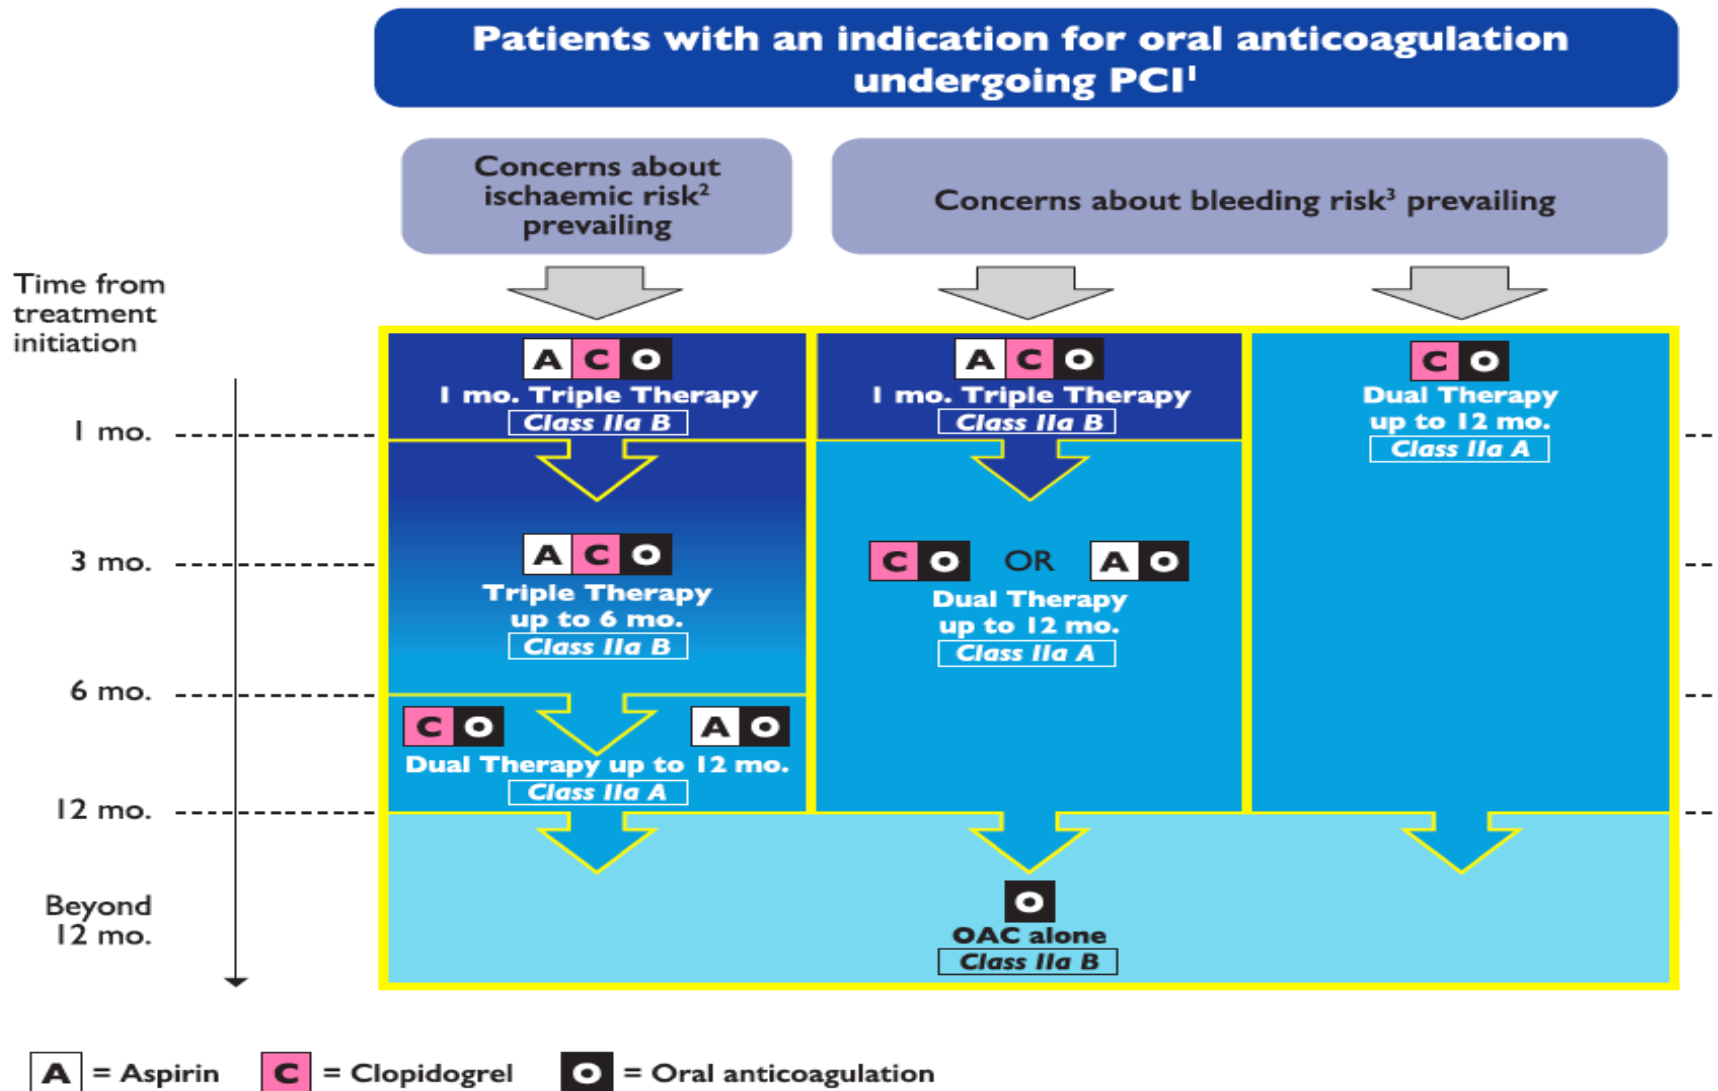 Patients with an indication for oral anticoagulation
undergoing PCI¹
Concerns about
ischaemic risk²
prevailing
Concerns about bleeding risk³ prevailing
Time from
treatment
initiation
A C O
1 mo. Triple Therapy
Class IIa B
A C O
1 mo. Triple Therapy
Class IIa B
C O
Dual Therapy
up to 12 mo.
Class IIa A
1 mo.
3 mo.
A C O
Triple Therapy
up to 6 mo.
Class IIa B
C O OR A O
Dual Therapy
up to 12 mo.
Class IIa A
6 mo.
C O A O
Dual Therapy up to 12 mo.
Class IIa A
12 mo.
Beyond
12 mo.
O
OAC alone
Class IIa B
A = Aspirin C = Clopidogrel O = Oral anticoagulation